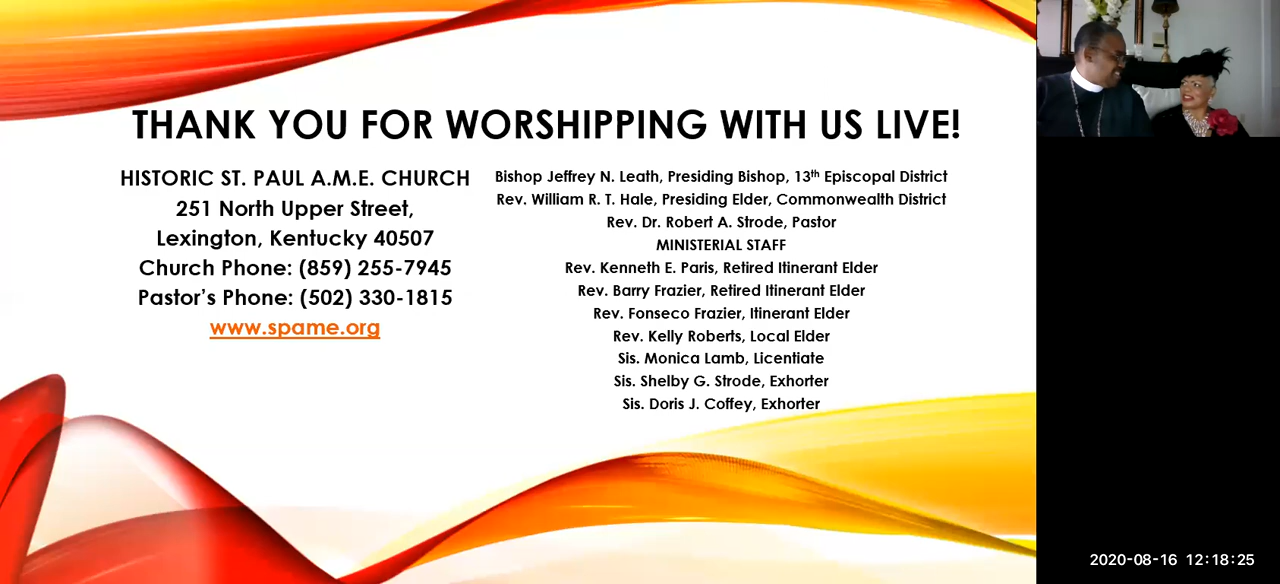 THANK YOU FOR WORSHIPPING WITH US LIVE!
HISTORIC ST. PAUL A.M.E. CHURCH
251 North Upper Street,
Lexington, Kentucky 40507
Church Phone: (859) 255-7945
Pastor’s Phone: (502) 330-1815
www.spame.org
Bishop Jeffrey N. Leath, Presiding Bishop, 13th Episcopal District
Rev. William R. T. Hale, Presiding Elder, Commonwealth District
Rev. Dr. Robert A. Strode, Pastor
MINISTERIAL STAFF
Rev. Kenneth E. Paris, Retired Itinerant Elder
Rev. Barry Frazier, Retired Itinerant Elder
Rev. Fonseco Frazier, Itinerant Elder
Rev. Kelly Roberts, Local Elder
Sis. Monica Lamb, Licentiate
Sis. Shelby G. Strode, Exhorter
Sis. Doris J. Coffey, Exhorter
2020-08-16 12:18:25